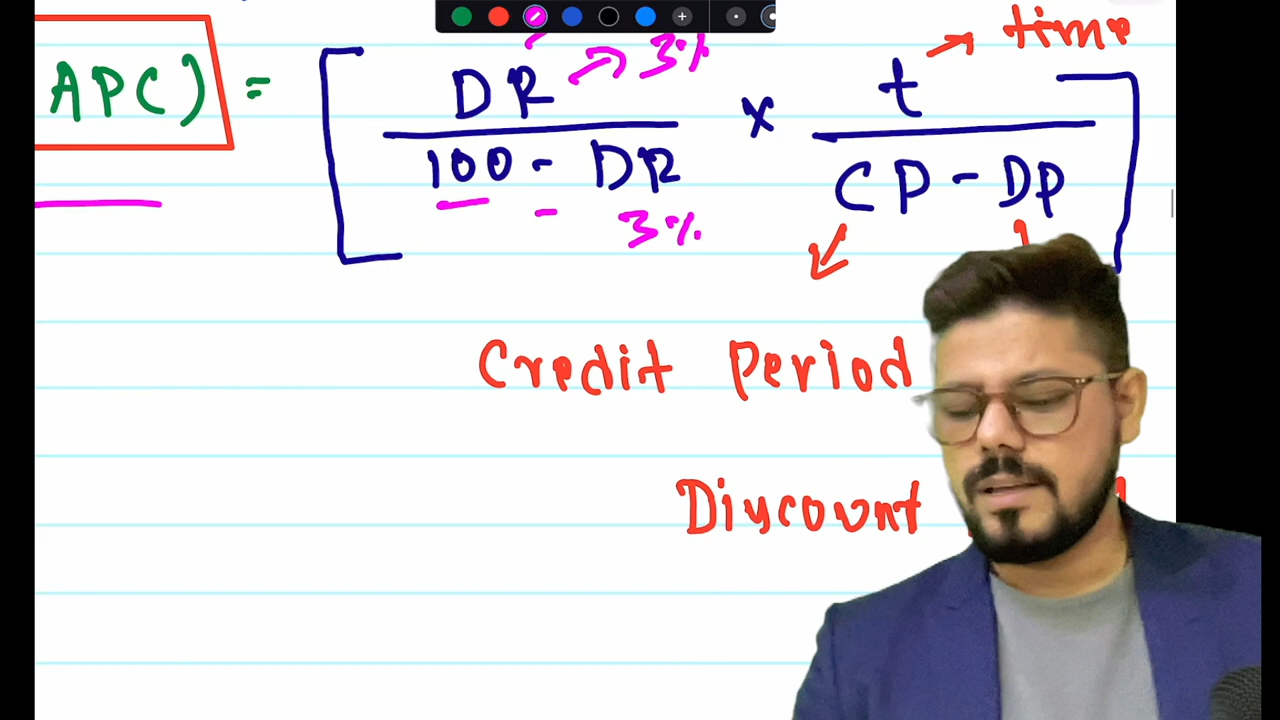 time
APC) = [ DR → 3% × t → ]
100 - DR CP - DP
3%
Credit Period
Discount